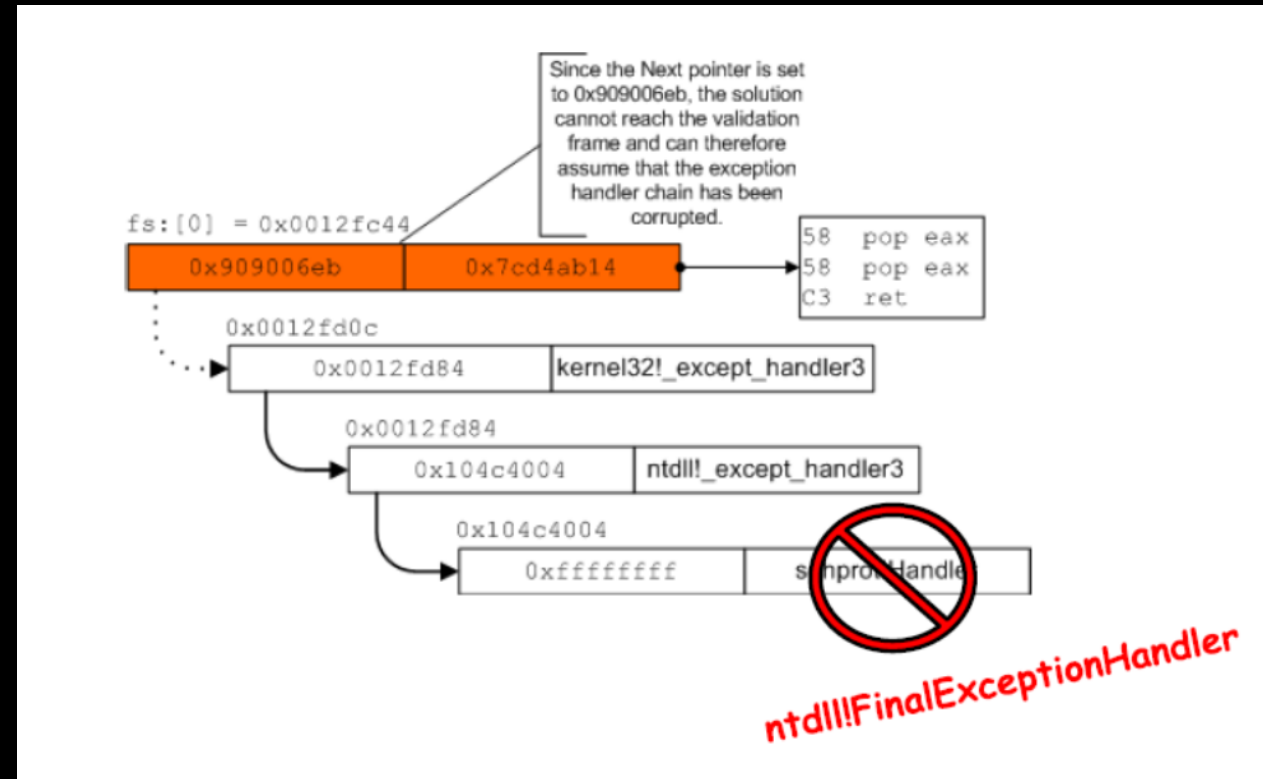 Since the Next pointer is set
to 0x909006eb, the solution
cannot reach the validation
frame and can therefore
assume that the exception
handler chain has been
corrupted.
fs:[0] = 0x0012fc44
0x909006eb 0x7cd4ab14
58 pop eax
58 pop eax
C3 ret
0x0012fd0c
0x0012fd84 kernel32!_except_handler3
0x0012fd84
0x104c4004 ntdll!_except_handler3
0x104c4004
0xffffffff
ntdll!FinalExceptionHandler